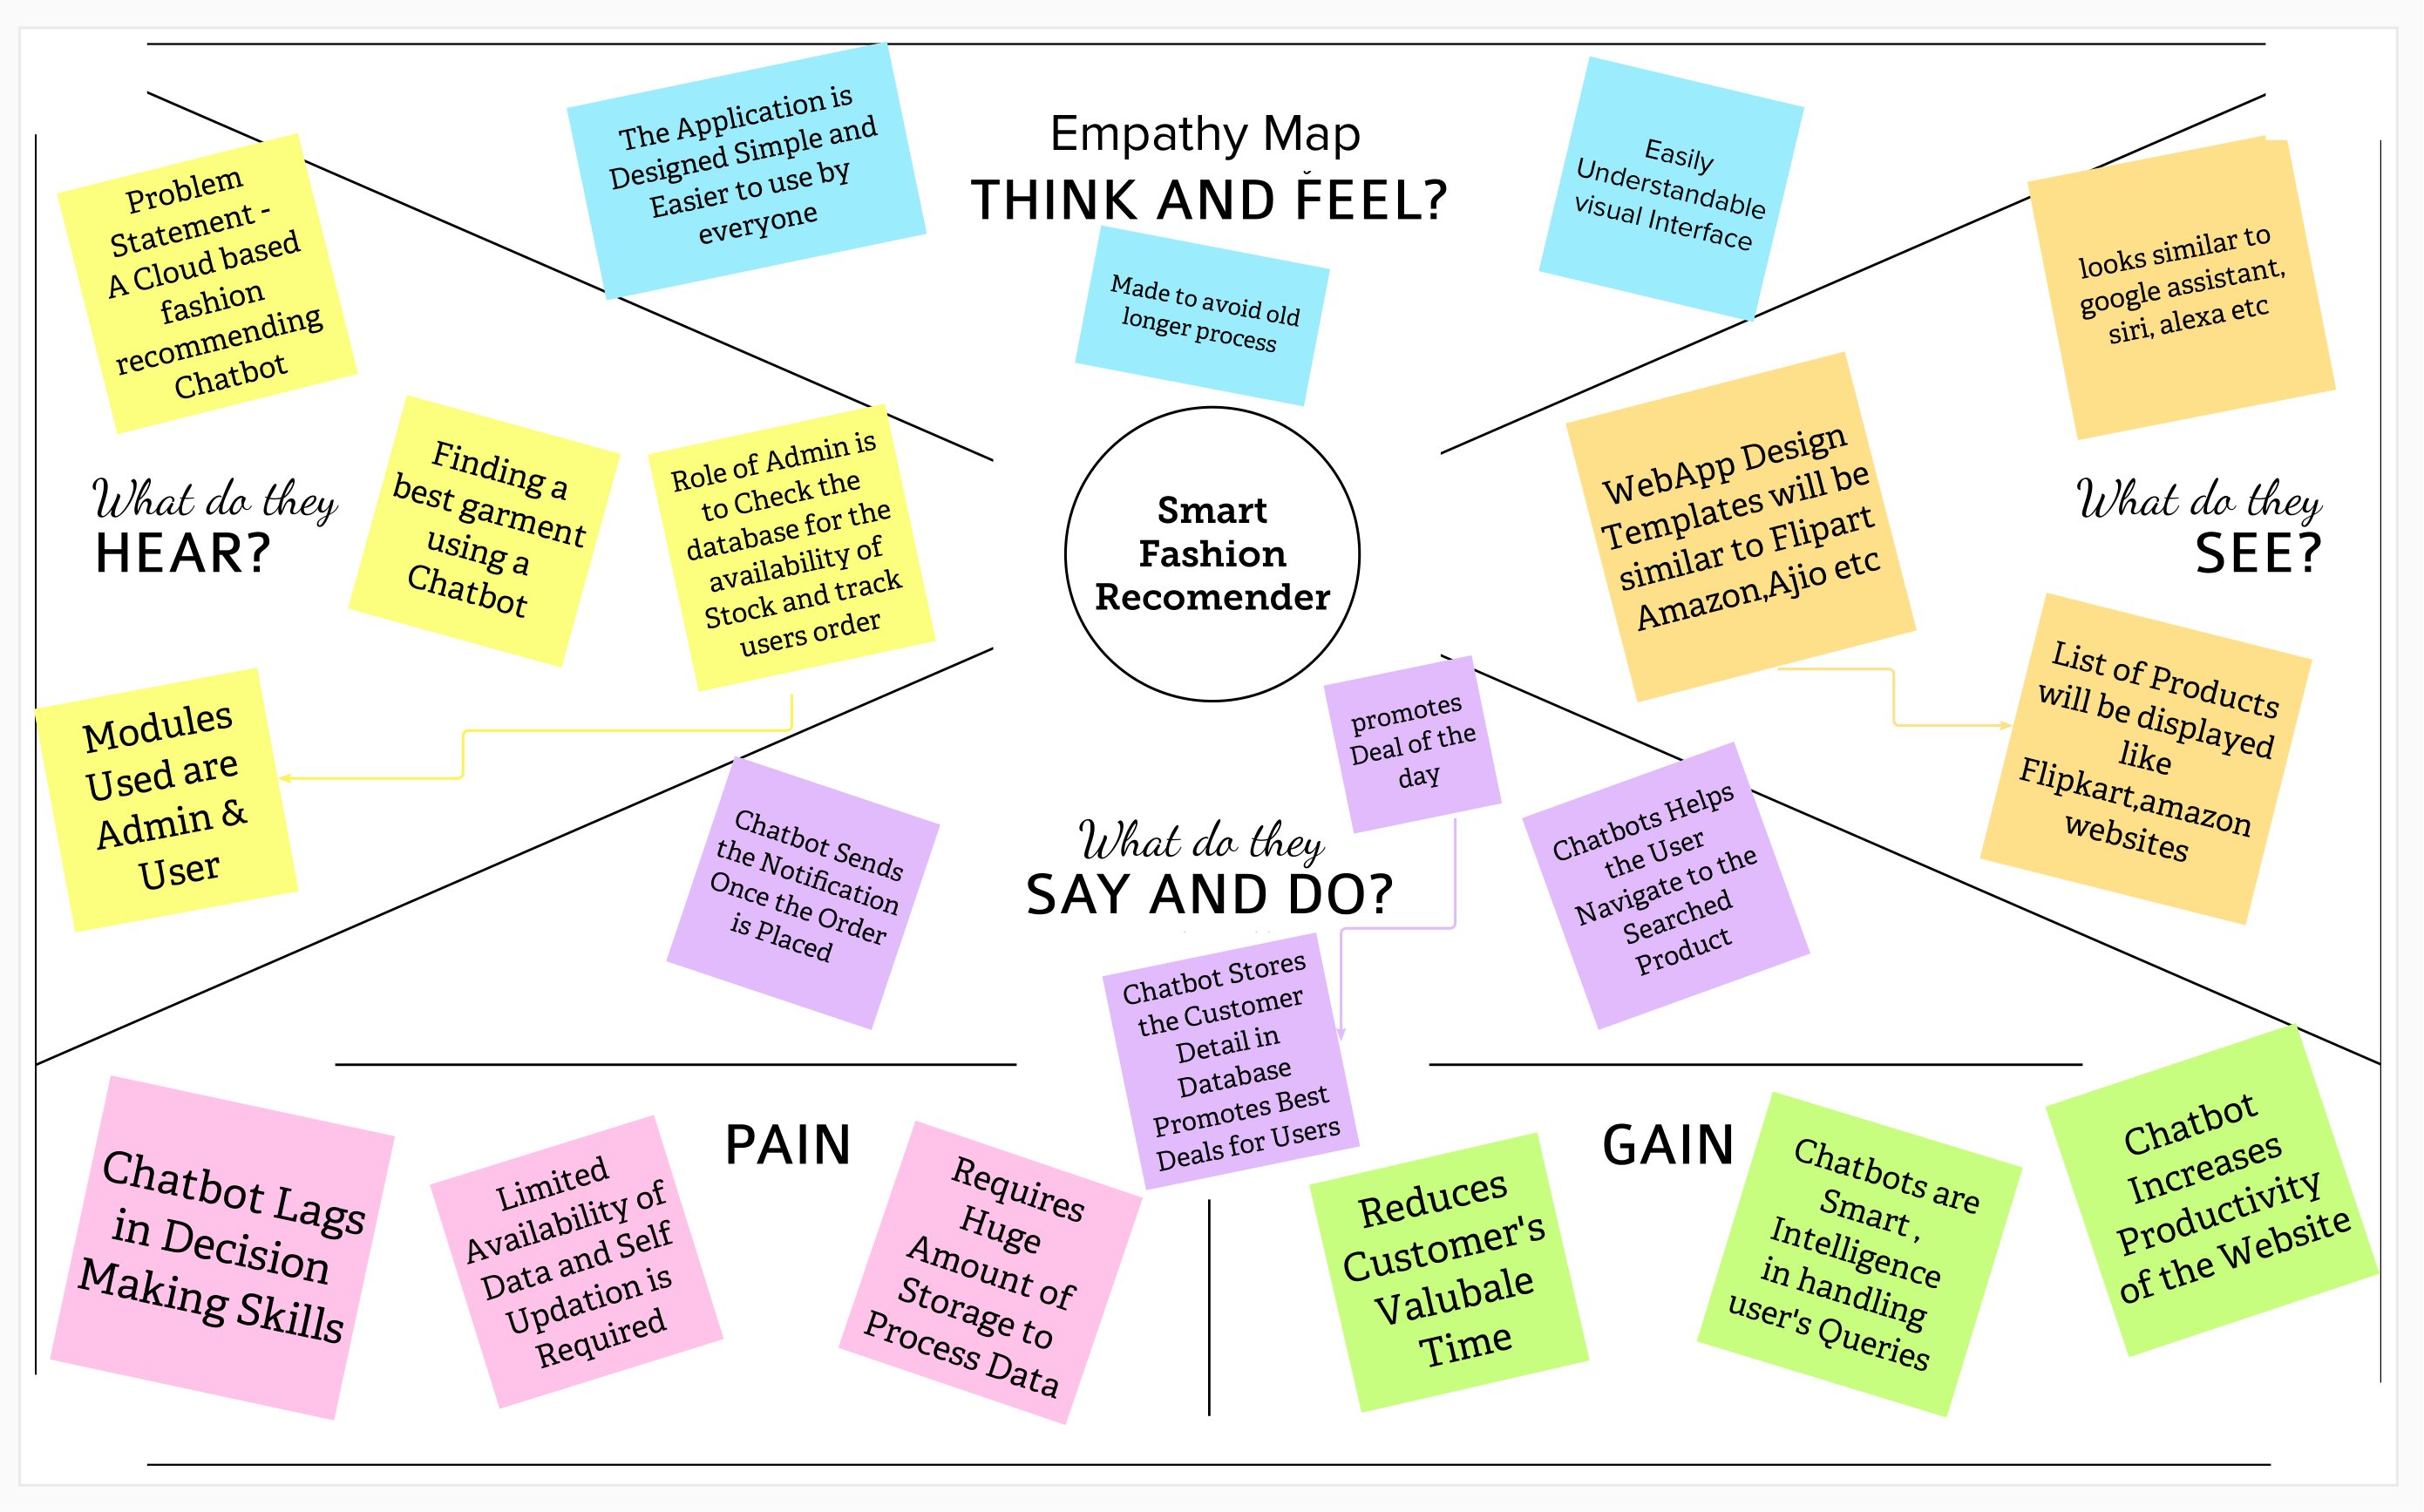 Empathy Map
THINK AND FEEL?
The Application is
Designed Simple and
Easier to use by
everyone
Made to avoid old
longer process
Easily
Understandable
visual Interface
Problem
Statement -
A Cloud based
fashion
recommending
Chatbot
What do they
HEAR?
Finding a
best garment
using a
Chatbot
Role of Admin is
to Check the
database for the
availability of
Stock and track
users order
Modules
Used are
Admin &
User
Smart
Fashion
Recomender
looks similar to
google assistant,
siri, alexa etc
What do they
SEE?
WebApp Design
Templates will be
similar to Flipart
Amazon,Ajio etc
List of Products
will be displayed
like
Flipkart,amazon
websites
What do they
SAY AND DO?
promotes
Deal of the
day
Chatbot Sends
the Notification
Once the Order
is Placed
Chatbots Helps
the User
Navigate to the
Searched
Product
Chatbot Stores
the Customer
Detail in
Database
Promotes Best
Deals for Users
PAIN
Chatbot Lags
in Decision
Making Skills
Limited
Availability of
Data and Self
Updation is
Required
Requires
Huge
Amount of
Storage to
Process Data
GAIN
Reduces
Customer's
Valubale
Time
Chatbots are
Smart ,
Intelligence
in handling
user's Queries
Chatbot
Increases
Productivity
of the Website